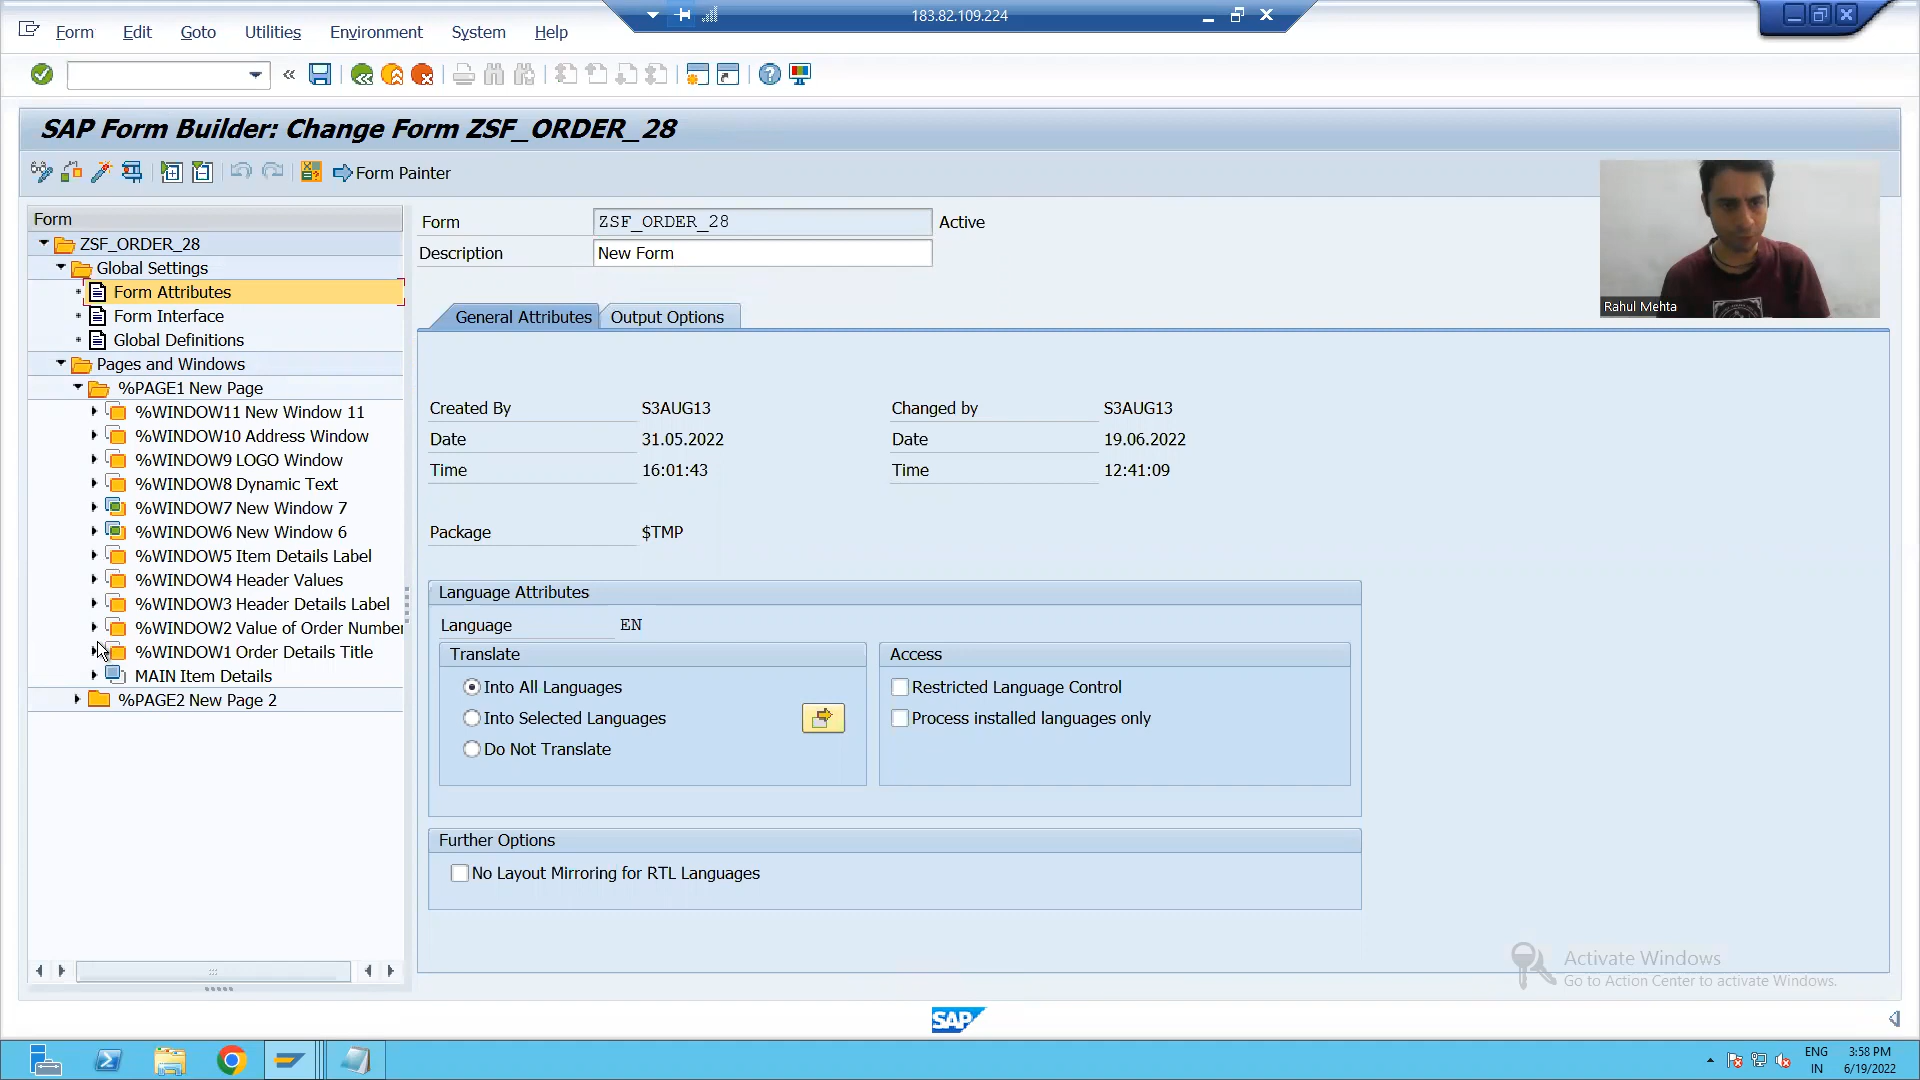 183.82.109.224
Form Edit Goto Utilities Environment System Help
SAP Form Builder: Change Form ZSF_ORDER_28
Form Painter
Form
ZSF_ORDER_28
Global Settings
Form Attributes
Form Interface
Global Definitions
Pages and Windows
%PAGE1 New Page
%WINDOW11 New Window 11
%WINDOW10 Address Window
%WINDOW9 LOGO Window
%WINDOW8 Dynamic Text
%WINDOW7 New Window 7
%WINDOW6 New Window 6
%WINDOW5 Item Details Label
%WINDOW4 Header Values
%WINDOW3 Header Details Label
%WINDOW2 Value of Order Number
%WINDOW1 Order Details Title
MAIN Item Details
%PAGE2 New Page 2
Form ZSF_ORDER_28 Active
Description New Form
General Attributes Output Options
Created By S3AUG13 Changed by S3AUG13
Date 31.05.2022 Date 19.06.2022
Time 16:01:43 Time 12:41:09
Package $TMP
Language Attributes
Language EN
Translate
Into All Languages
Into Selected Languages
Do Not Translate
Access
Restricted Language Control
Process installed languages only
Further Options
No Layout Mirroring for RTL Languages
Rahul Mehta
Activate Windows
Go to Action Center to activate Windows.
SAP
ENG 3:58 PM
IN 6/19/2022